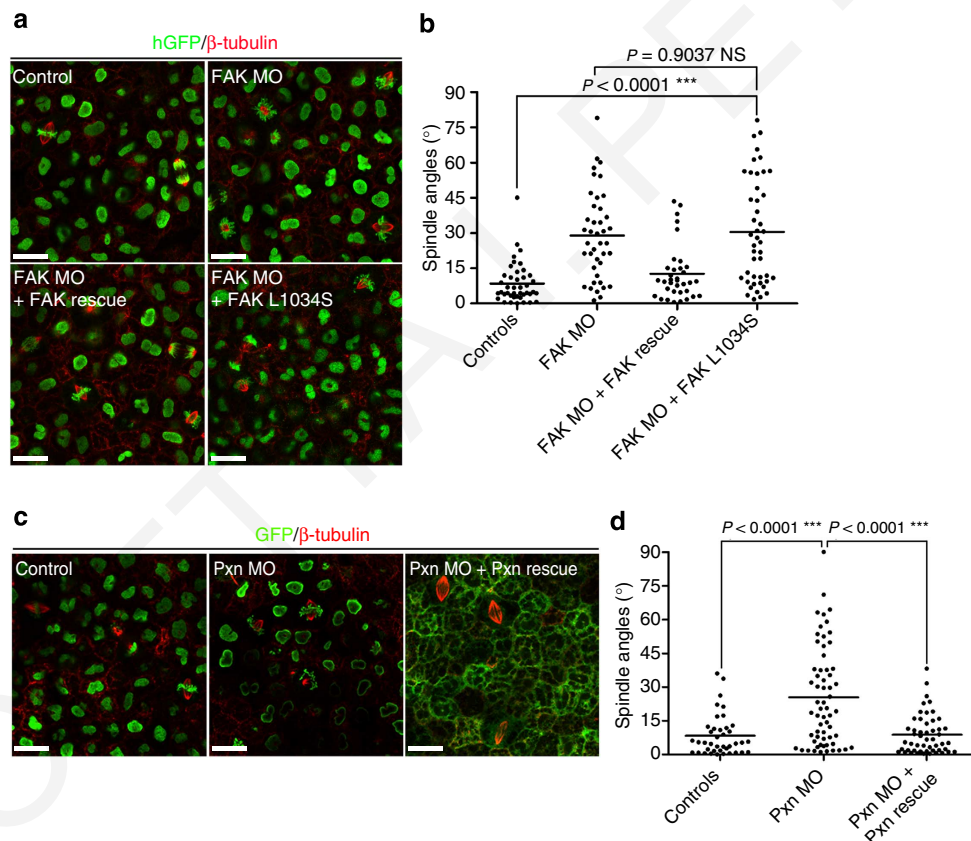 a
hGFP/β-tubulin
Control
FAK MO
FAK MO
+ FAK rescue
FAK MO
+ FAK L1034S
b
P = 0.9037 NS
P < 0.0001 ***
90
75
60
45
30
15
0
Spindle angles (°)
Controls
FAK MO
FAK MO + FAK rescue
FAK MO + FAK L1034S
c
GFP/β-tubulin
Control
Pxn MO
Pxn MO + Pxn rescue
d
P < 0.0001 *** P < 0.0001 ***
90
75
60
45
30
15
0
Spindle angles (°)
Controls
Pxn MO
Pxn MO +
Pxn rescue